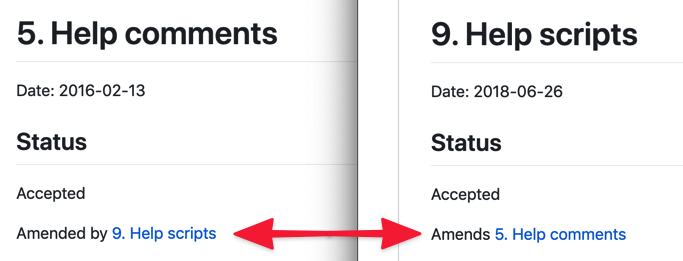 5. Help comments
Date: 2016-02-13
Status
Accepted
Amended by 9. Help scripts
9. Help scripts
Date: 2018-06-26
Status
Accepted
Amends 5. Help comments